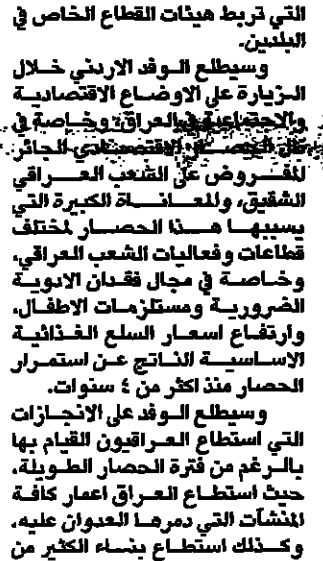 التي تربط هيئات القطاع الخاص في
البلدين.
وسيطلع الوفد الاردني خلال
الزيارة على الاوضاع الاقتصادية
والاجتماعية في العراق، وخاصة في
ظل الحصار الاقتصادي الجائر
المفروض على الشعب العراقي
الشقيق، والمعاناة الكبيرة التي
يسببها هذا الحصار لمختلف
قطاعات وفعاليات الشعب العراقي،
وخاصة في مجال فقدان الادوية
الضرورية ومستلزمات الاطفال،
وارتفاع اسعار السلع الغذائية
الاساسية الناتج عن استمرار
الحصار منذ اكثر من ٤ سنوات.
وسيطلع الوفد على الانجازات
التي استطاع العراقيون القيام بها
بالرغم من فترة الحصار الطويلة،
حيث استطاع العراق اعمار كافة
المنشآت التي دمرها العدوان عليه،
وكذلك استطاع بناء الكثير من